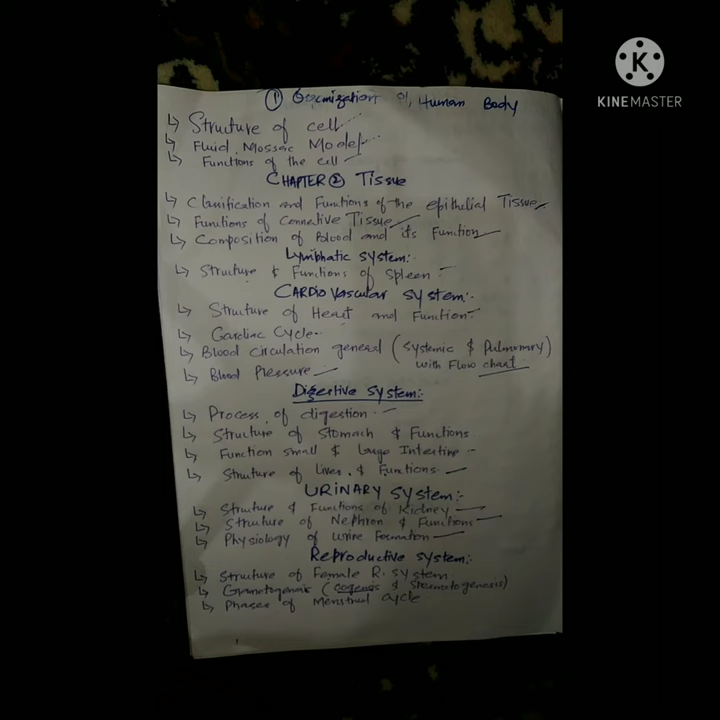 KINEMASTER
① Organization of Human Body
↳ Structure of cell
↳ Fluid Mossac Model
↳ Functions of the cell
CHAPTER ② Tissue
↳ Classification and Functions of the epithelial Tissue
↳ Functions of Connective Tissue
↳ Composition of Blood and its Function
Lymphatic system:-
↳ Structure & Functions of Spleen
CARDIO Vascular system:-
↳ Structure of Heart and Function
↳ Cardiac Cycle
↳ Blood Circulation general (systemic & Pulmonary)
with Flow chart
↳ Blood Pressure
Digestive system:-
↳ Process of digestion
↳ Structure of Stomach & Functions
↳ Function small & large Intestine
↳ Structure of Liver & Functions
URINARY system:-
↳ Structure & Functions of Kidney
↳ Structure of Nephron & Functions
↳ Physiology of Urine Formation
Reproductive system:-
↳ Structure of Female R. system
↳ (& Spermatogenesis)
↳ Phases of Menstrual cycle